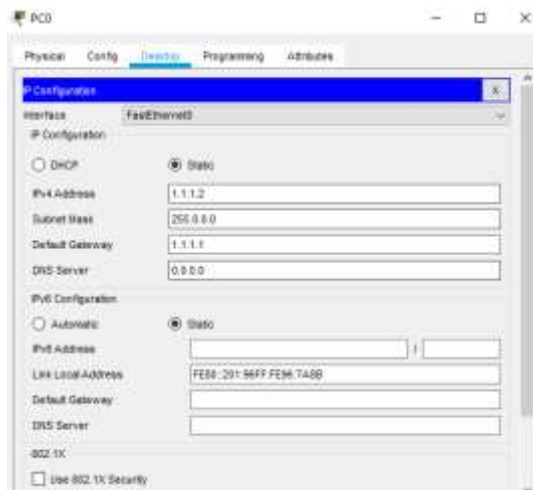 PC0
Physical Config Desktop Programming Attributes
IP Configuration X
Interface FastEthernet0
IP Configuration
DHCP Static
IPv4 Address 1.1.1.2
Subnet Mask 255.0.0.0
Default Gateway 1.1.1.1
DNS Server 0.0.0.0
IPv6 Configuration
Automatic Static
IPv6 Address /
Link Local Address FE80::201:96FF:FE96:7ABB
Default Gateway
DNS Server
802.1X
Use 802.1X Security